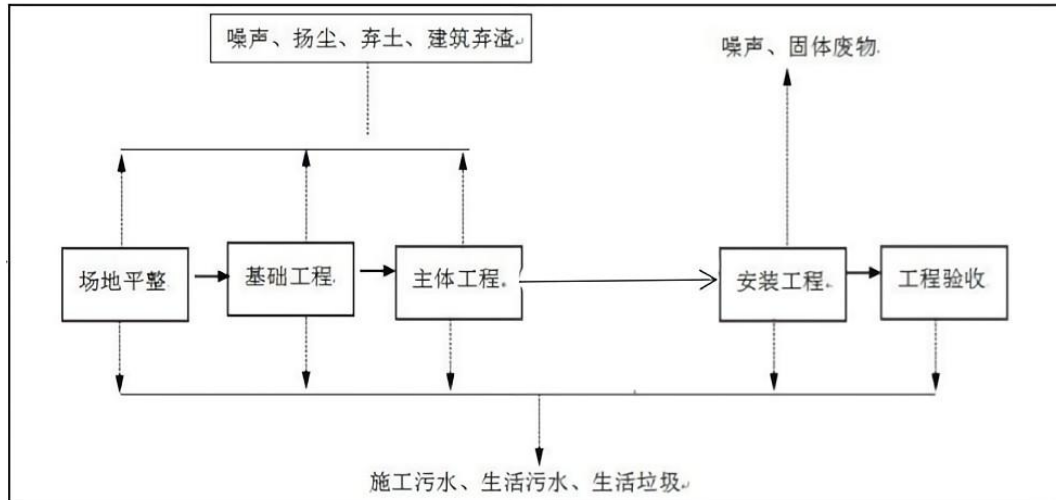 噪声、扬尘、弃土、建筑弃渣
噪声、固体废物
场地平整
基础工程
主体工程
安装工程
工程验收
施工污水、生活污水、生活垃圾